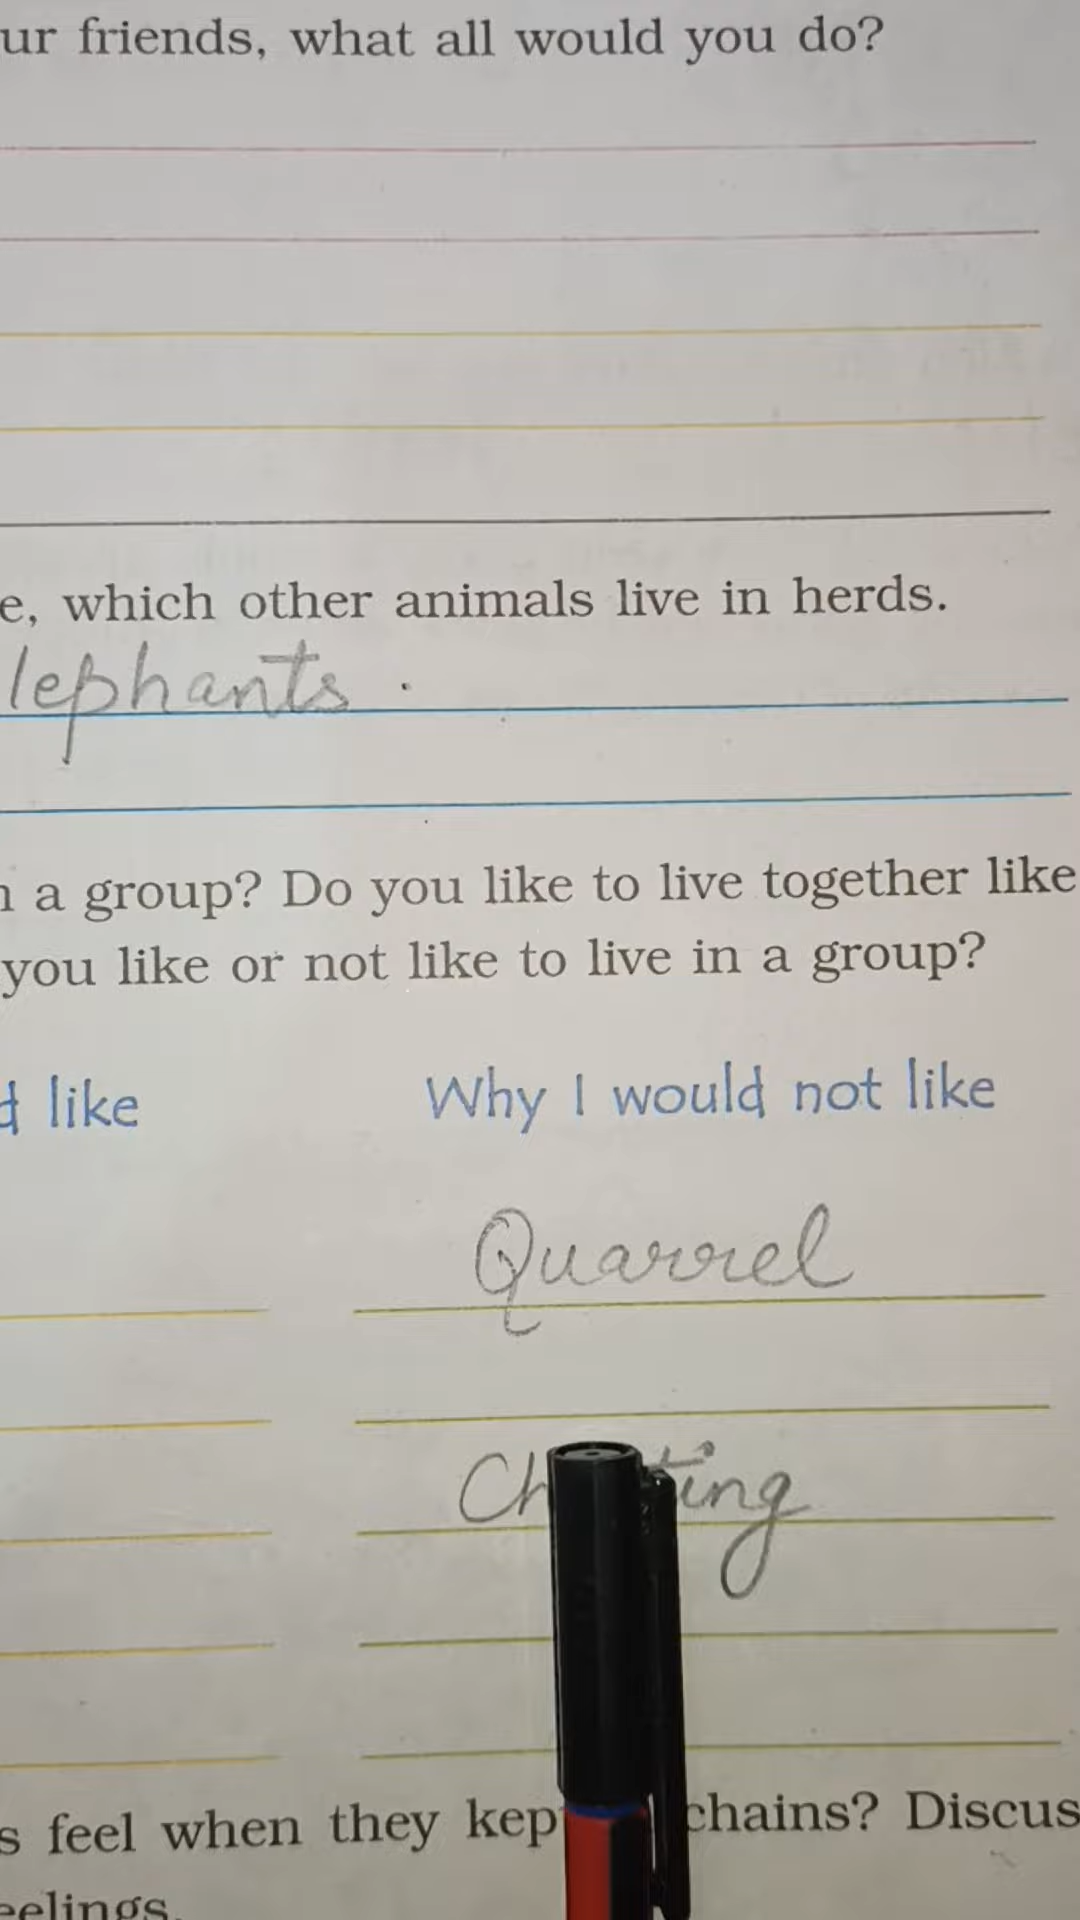 ur friends, what all would you do?
e, which other animals live in herds.
lephants .
a group? Do you like to live together like
you like or not like to live in a group?
d like Why I would not like
Quarrel
s feel when they kep chains? Discus
eelings.